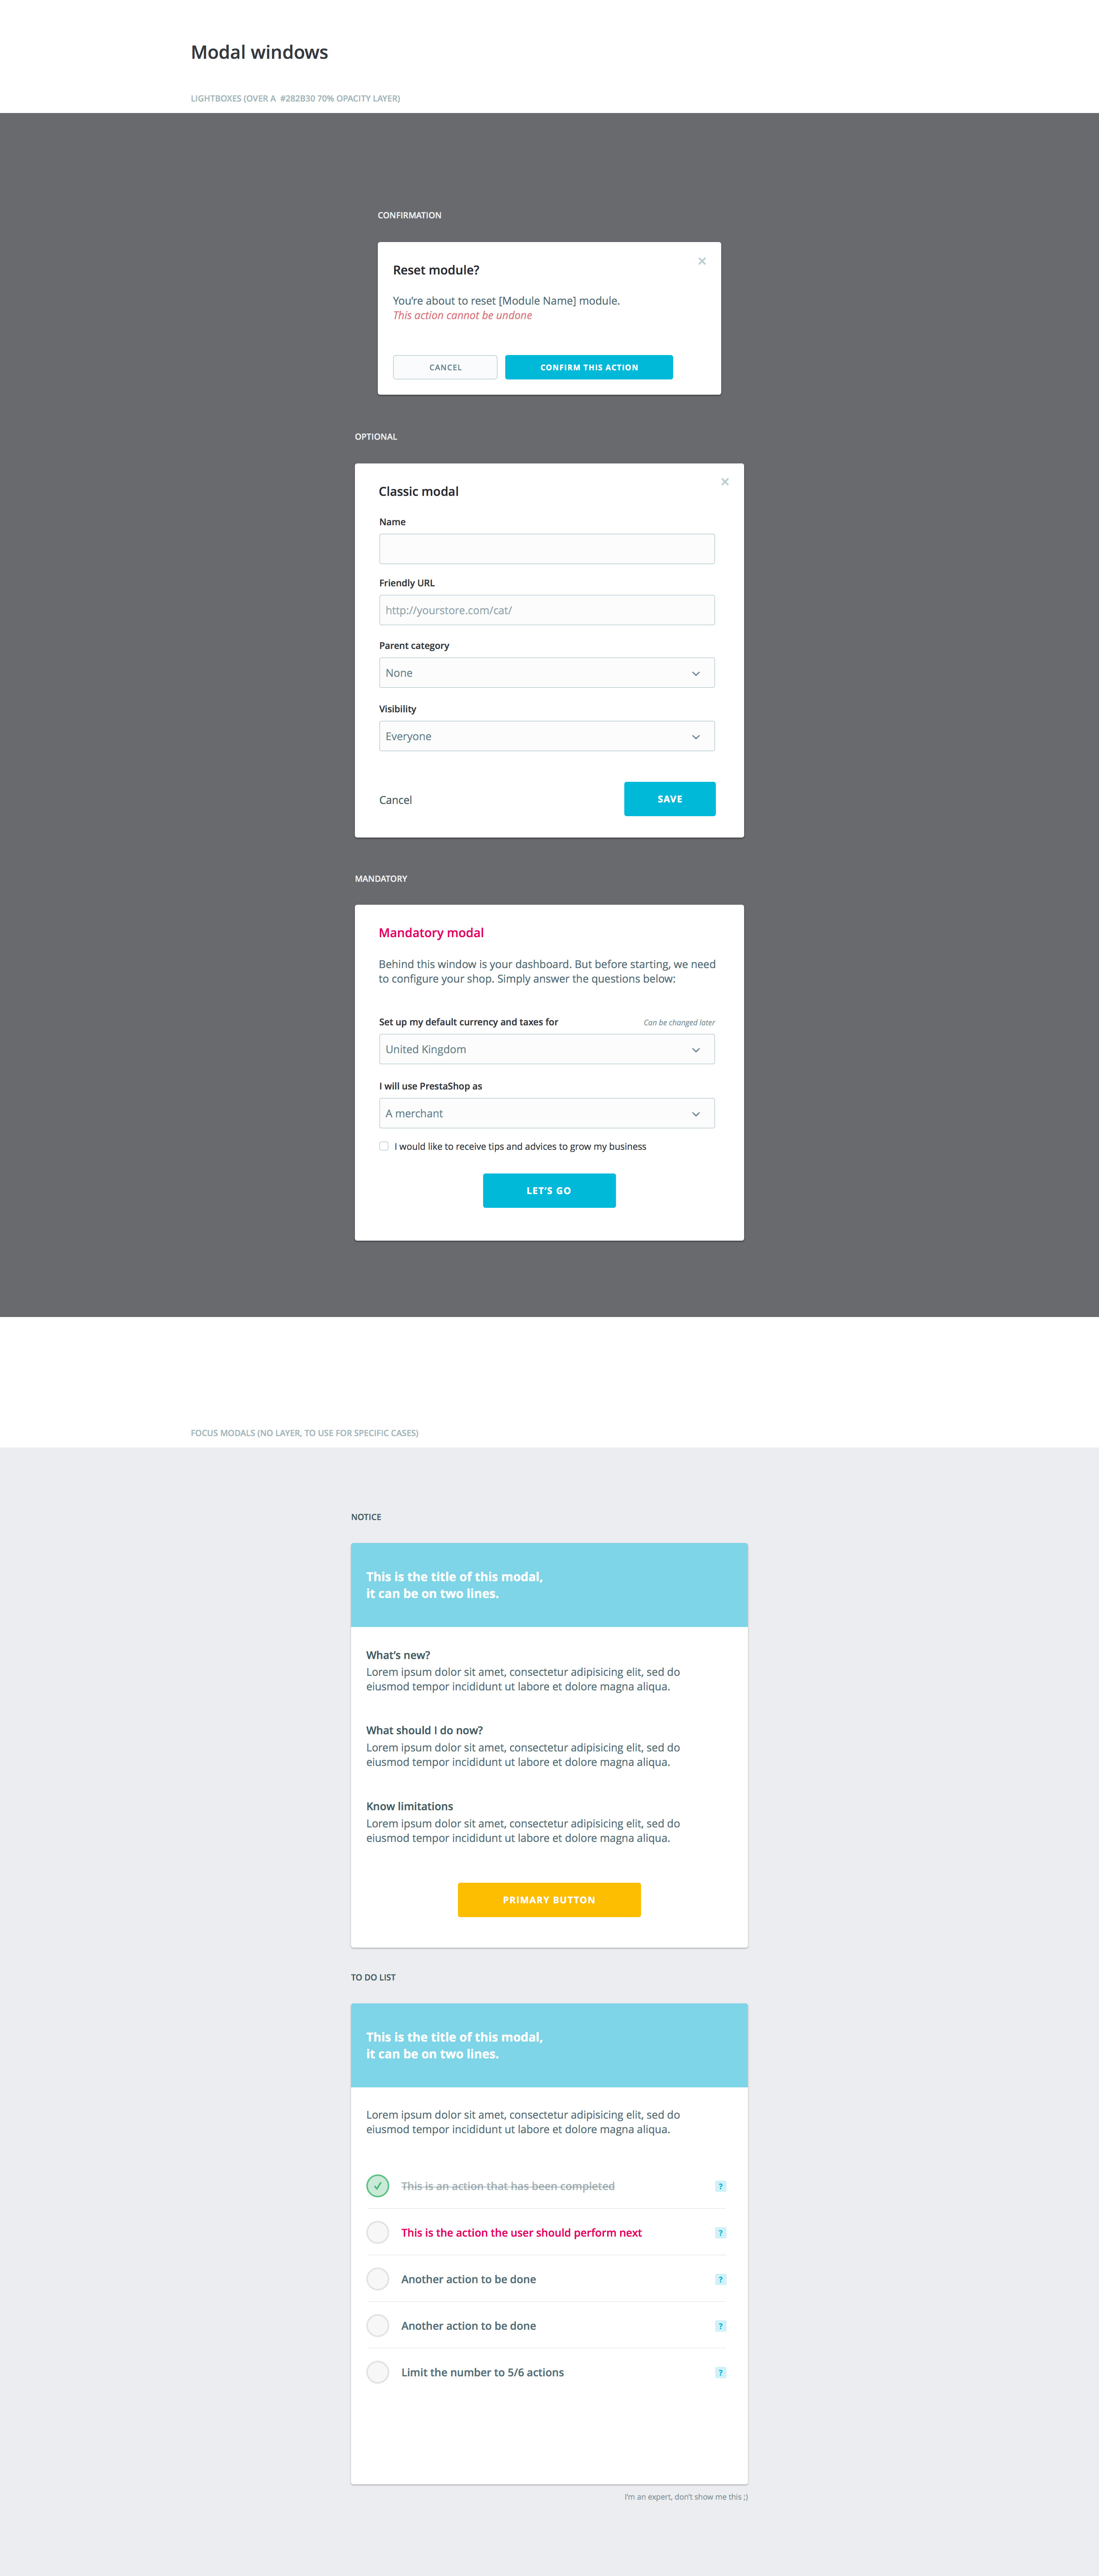 Modal windows
LIGHTBOXES (OVER A  #282B30 70% OPACITY LAYER)
CONFIRMATION
Reset module?
You’re about to reset [Module Name] module.
This action cannot be undone
CANCEL
CONFIRM THIS ACTION
OPTIONAL
Classic modal
Name
Friendly URL
http://yourstore.com/cat/
Parent category
None
Visibility
Everyone
Cancel
SAVE
MANDATORY
Mandatory modal
Behind this window is your dashboard. But before starting, we need
to configure your shop. Simply answer the questions below:
Set up my default currency and taxes for
Can be changed later
United Kingdom
I will use PrestaShop as
A merchant
I would like to receive tips and advices to grow my business
LET’S GO
FOCUS MODALS (NO LAYER, TO USE FOR SPECIFIC CASES)
NOTICE
This is the title of this modal,
it can be on two lines.
What’s new?
Lorem ipsum dolor sit amet, consectetur adipisicing elit, sed do
eiusmod tempor incididunt ut labore et dolore magna aliqua.
What should I do now?
Lorem ipsum dolor sit amet, consectetur adipisicing elit, sed do
eiusmod tempor incididunt ut labore et dolore magna aliqua.
Know limitations
Lorem ipsum dolor sit amet, consectetur adipisicing elit, sed do
eiusmod tempor incididunt ut labore et dolore magna aliqua.
PRIMARY BUTTON
TO DO LIST
This is the title of this modal,
it can be on two lines.
Lorem ipsum dolor sit amet, consectetur adipisicing elit, sed do
eiusmod tempor incididunt ut labore et dolore magna aliqua.
This is an action that has been completed
?
This is the action the user should perform next
?
Another action to be done
?
Another action to be done
?
Limit the number to 5/6 actions
?
I’m an expert, don’t show me this ;)